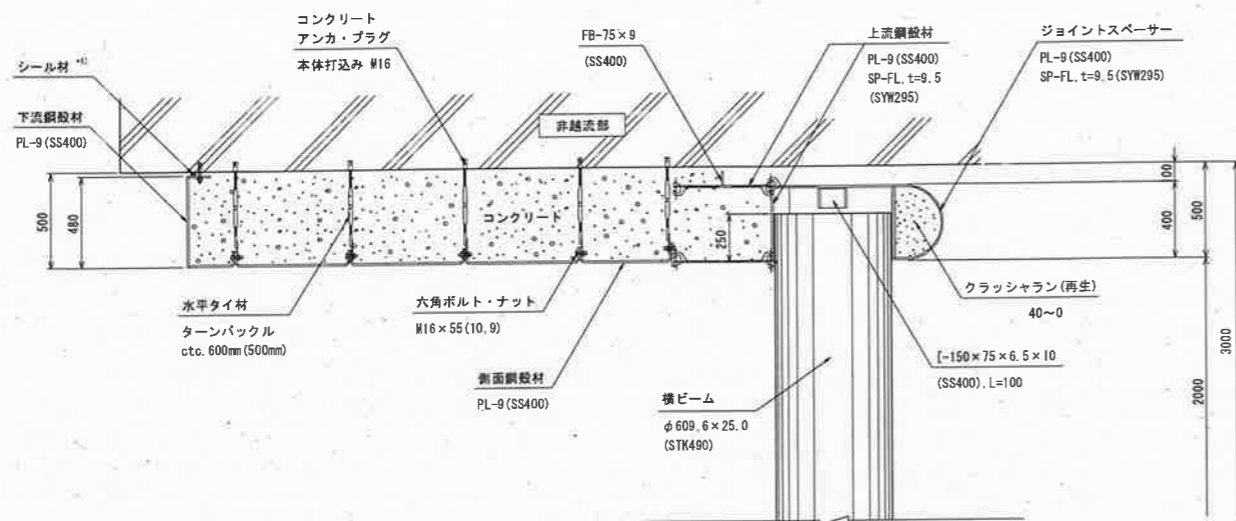 コンクリート
アンカ・プラグ
本体打込み M16
FB-75×9
(SS400)
上流鋼殻材
PL-9(SS400)
SP-FL.t=9.5
(SYW295)
ジョイントスペーサー
PL-9(SS400)
SP-FL.t=9.5(SYW295)
シール材
下流鋼殻材
PL-9(SS400)
非越流部
コンクリート
500
480
250
100
400
500
3000
2000
水平タイ材
ターンバックル
ctc.600mm(500mm)
六角ボルト・ナット
M16×55(10.9)
側面鋼殻材
PL-9(SS400)
横ビーム
φ609.6×25.0
(STK490)
クラッシャラン(再生)
40~0
[-150×75×6.5×10
(SS400).L=100